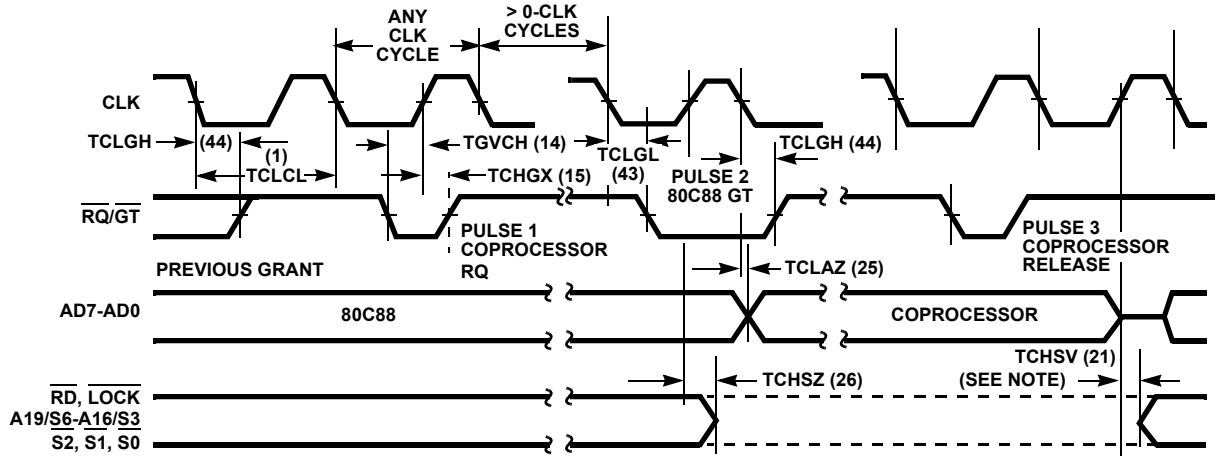 ANY
CLK
CYCLE
> 0-CLK
CYCLES
CLK
TCLGH
(44)
(1)
TCLCL
TGVCH (14)
TCHGX (15)
TCLGL
(43)
PULSE 2
80C88 GT
TCLGH (44)
RQ/GT
PREVIOUS GRANT
PULSE 1
COPROCESSOR
RQ
TCLAZ (25)
PULSE 3
COPROCESSOR
RELEASE
AD7-AD0
80C88
COPROCESSOR
TCHSZ (26)
TCHSV (21)
(SEE NOTE)
RD, LOCK
A19/S6-A16/S3
S2, S1, S0